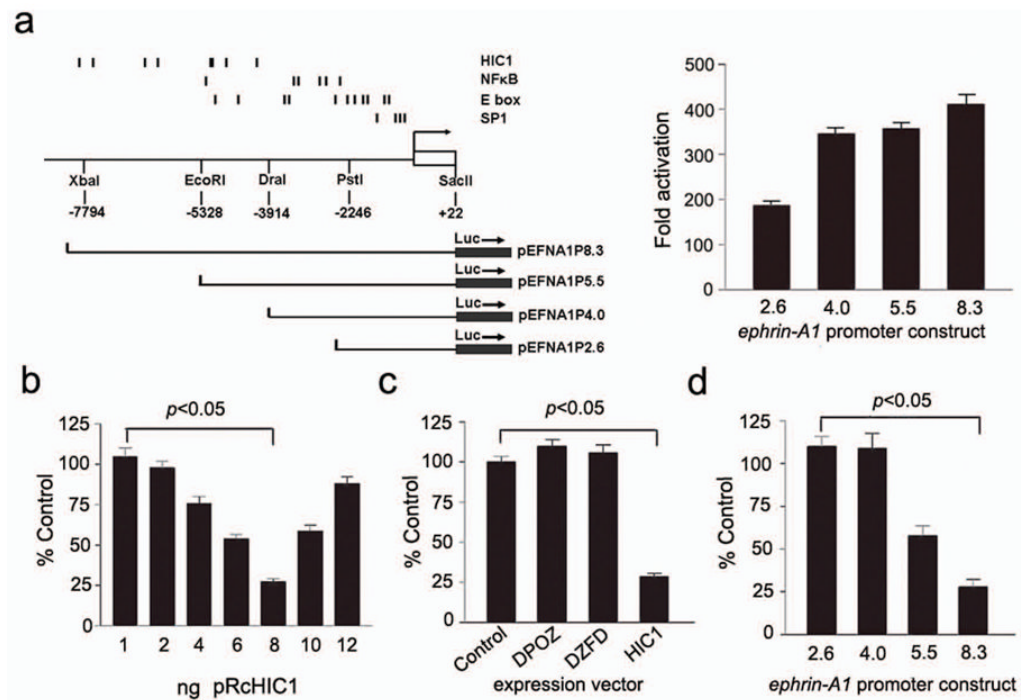 a
HIC1
NFκB
E box
SP1
XbaI
EcoRI
DraI
PstI
SacII
-7794
-5328
-3914
-2246
+22
Luc
pEFNA1P8.3
Luc
pEFNA1P5.5
Luc
pEFNA1P4.0
Luc
pEFNA1P2.6
Fold activation
500
400
300
200
100
0
2.6 4.0 5.5 8.3
ephrin-A1 promoter construct
b
p<0.05
% Control
125
100
75
50
25
0
1 2 4 6 8 10 12
ng pRcHIC1
c
p<0.05
% Control
125
100
75
50
25
0
Control DPOZ DZFD HIC1
expression vector
d
p<0.05
% Control
125
100
75
50
25
0
2.6 4.0 5.5 8.3
ephrin-A1 promoter construct